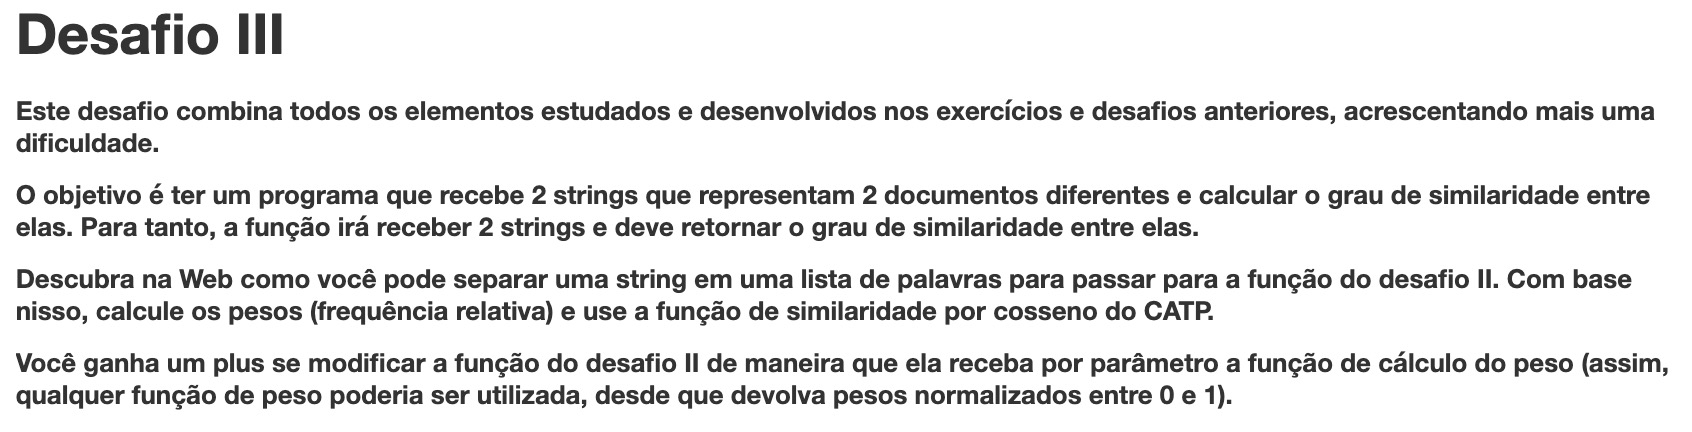 Desafio III
Este desafio combina todos os elementos estudados e desenvolvidos nos exercícios e desafios anteriores, acrescentando mais uma
dificuldade.
O objetivo é ter um programa que recebe 2 strings que representam 2 documentos diferentes e calcular o grau de similaridade entre
elas. Para tanto, a função irá receber 2 strings e deve retornar o grau de similaridade entre elas.
Descubra na Web como você pode separar uma string em uma lista de palavras para passar para a função do desafio II. Com base
nisso, calcule os pesos (frequência relativa) e use a função de similaridade por cosseno do CATP.
Você ganha um plus se modificar a função do desafio II de maneira que ela receba por parâmetro a função de cálculo do peso (assim,
qualquer função de peso poderia ser utilizada, desde que devolva pesos normalizados entre 0 e 1).